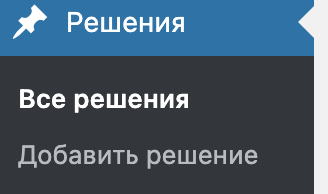 Решения
Все решения
Добавить решение